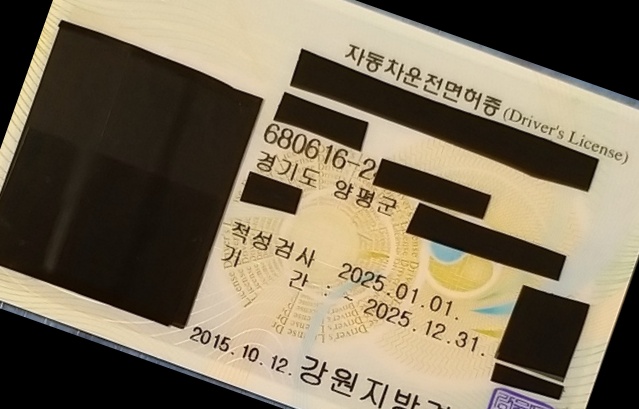 자동차운전면허증 (Driver's License)
680616-2
경기도 양평군
적성검사 2025.01.01.
기 간 : ~ 2025.12.31.
2015.10.12. 강원지방